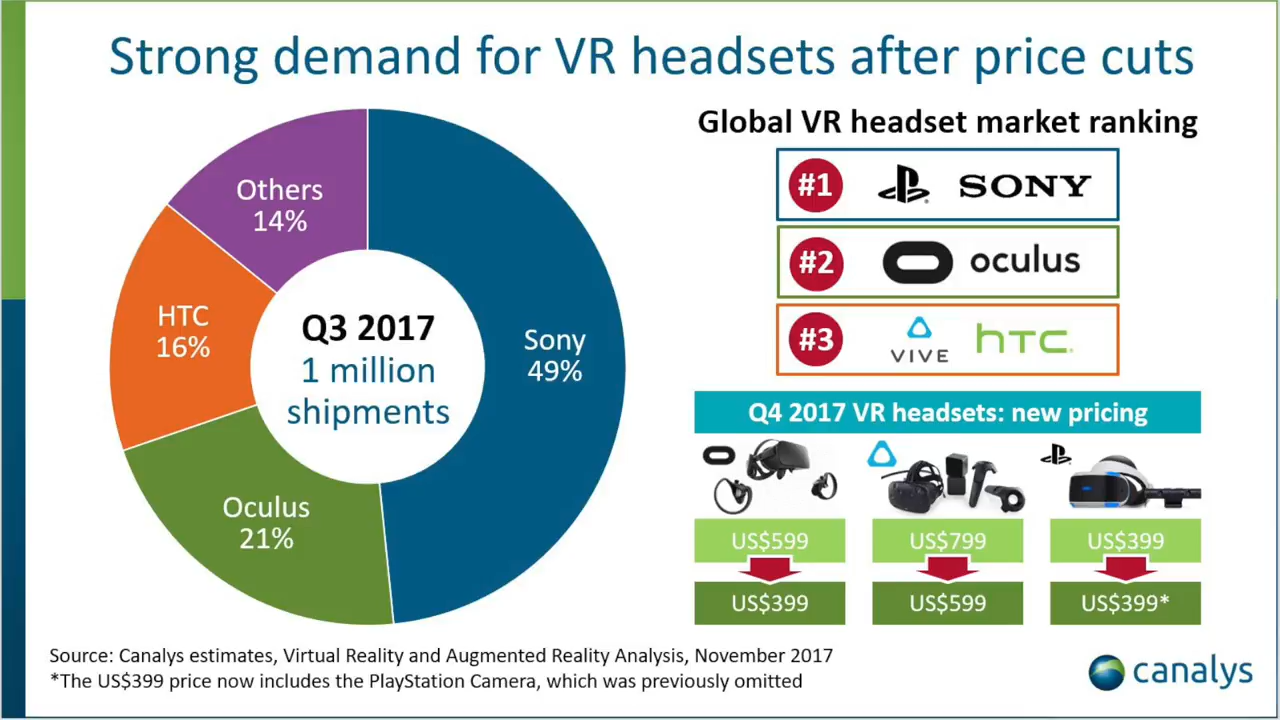 Strong demand for VR headsets after price cuts
Others
14%
HTC
16%
Oculus
21%
Sony
49%
Q3 2017
1 million
shipments
Global VR headset market ranking
#1 SONY
#2 oculus
#3 VIVE hTC
Q4 2017 VR headsets: new pricing
US$599 US$799 US$399
US$399 US$599 US$399*
Source: Canalys estimates, Virtual Reality and Augmented Reality Analysis, November 2017
*The US$399 price now includes the PlayStation Camera, which was previously omitted
canalys